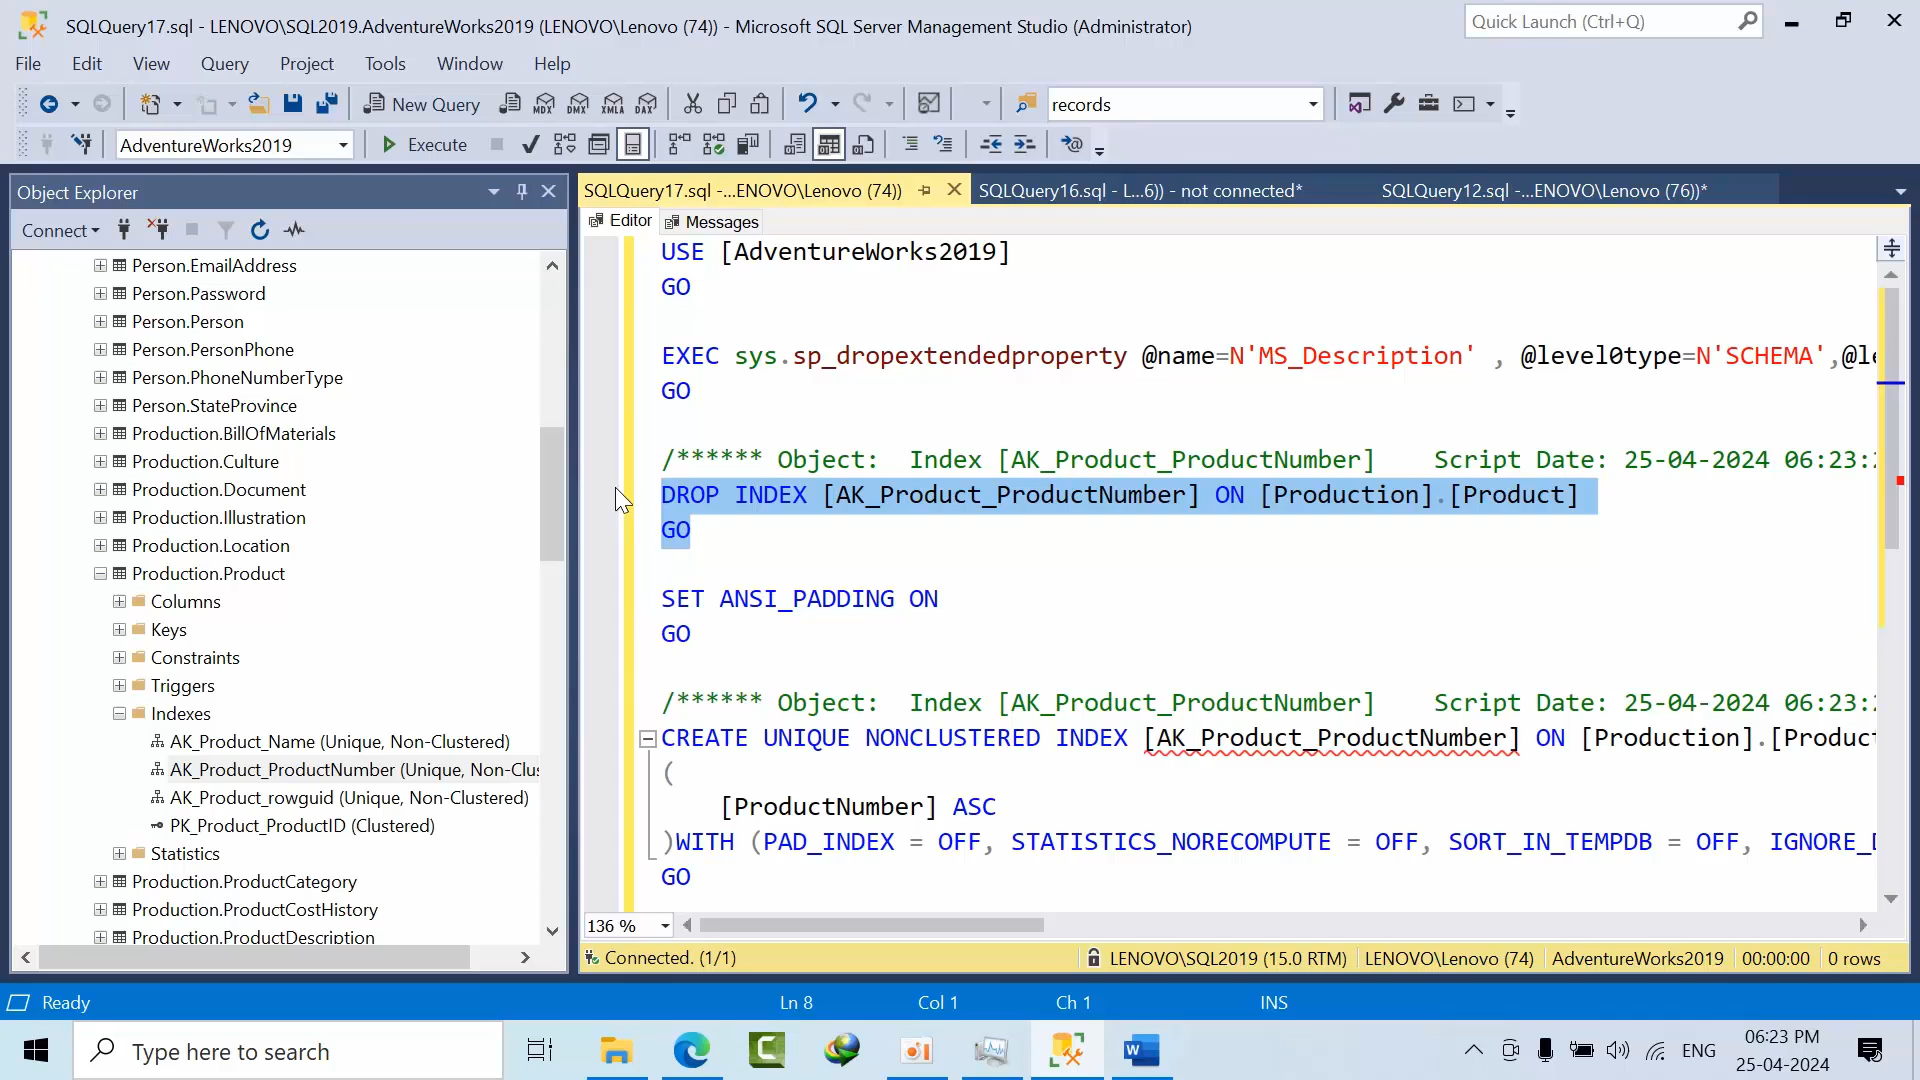 SQLQuery17.sql - LENOVO\SQL2019.AdventureWorks2019 (LENOVO\Lenovo (74)) - Microsoft SQL Server Management Studio (Administrator)
Quick Launch (Ctrl+Q)
File Edit View Query Project Tools Window Help
New Query MDX DMX XMLA DAX records
AdventureWorks2019 Execute
Object Explorer
SQLQuery17.sql -...ENOVO\Lenovo (74)) SQLQuery16.sql - L...6)) - not connected* SQLQuery12.sql -...ENOVO\Lenovo (76))*
Connect
Editor Messages
Person.EmailAddress
Person.Password
Person.Person
Person.PersonPhone
Person.PhoneNumberType
Person.StateProvince
Production.BillOfMaterials
Production.Culture
Production.Document
Production.Illustration
Production.Location
Production.Product
Columns
Keys
Constraints
Triggers
Indexes
AK_Product_Name (Unique, Non-Clustered)
AK_Product_ProductNumber (Unique, Non-Clus
AK_Product_rowguid (Unique, Non-Clustered)
PK_Product_ProductID (Clustered)
Statistics
Production.ProductCategory
Production.ProductCostHistory
Production.ProductDescription
USE [AdventureWorks2019]
GO
EXEC sys.sp_dropextendedproperty @name=N'MS_Description' , @level0type=N'SCHEMA',@le
GO
/****** Object:  Index [AK_Product_ProductNumber]    Script Date: 25-04-2024 06:23:
DROP INDEX [AK_Product_ProductNumber] ON [Production].[Product]
GO
SET ANSI_PADDING ON
GO
/****** Object:  Index [AK_Product_ProductNumber]    Script Date: 25-04-2024 06:23:
CREATE UNIQUE NONCLUSTERED INDEX [AK_Product_ProductNumber] ON [Production].[Produc
(
[ProductNumber] ASC
)WITH (PAD_INDEX = OFF, STATISTICS_NORECOMPUTE = OFF, SORT_IN_TEMPDB = OFF, IGNORE_D
GO
136 %
Connected. (1/1) LENOVO\SQL2019 (15.0 RTM) LENOVO\Lenovo (74) AdventureWorks2019 00:00:00 0 rows
Ready Ln 8 Col 1 Ch 1 INS
Type here to search
ENG
06:23 PM
25-04-2024